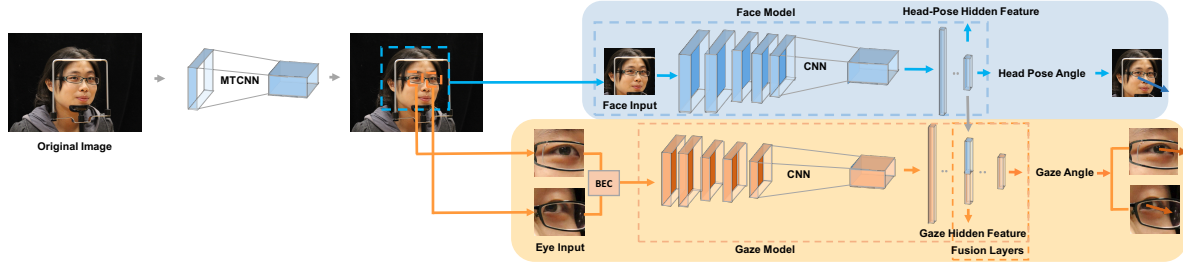 Face Model
Head-Pose Hidden Feature
MTCNN
CNN
Face Input
Head Pose Angle
Original Image
BEC
CNN
Gaze Angle
Eye Input
Gaze Model
Gaze Hidden Feature
Fusion Layers